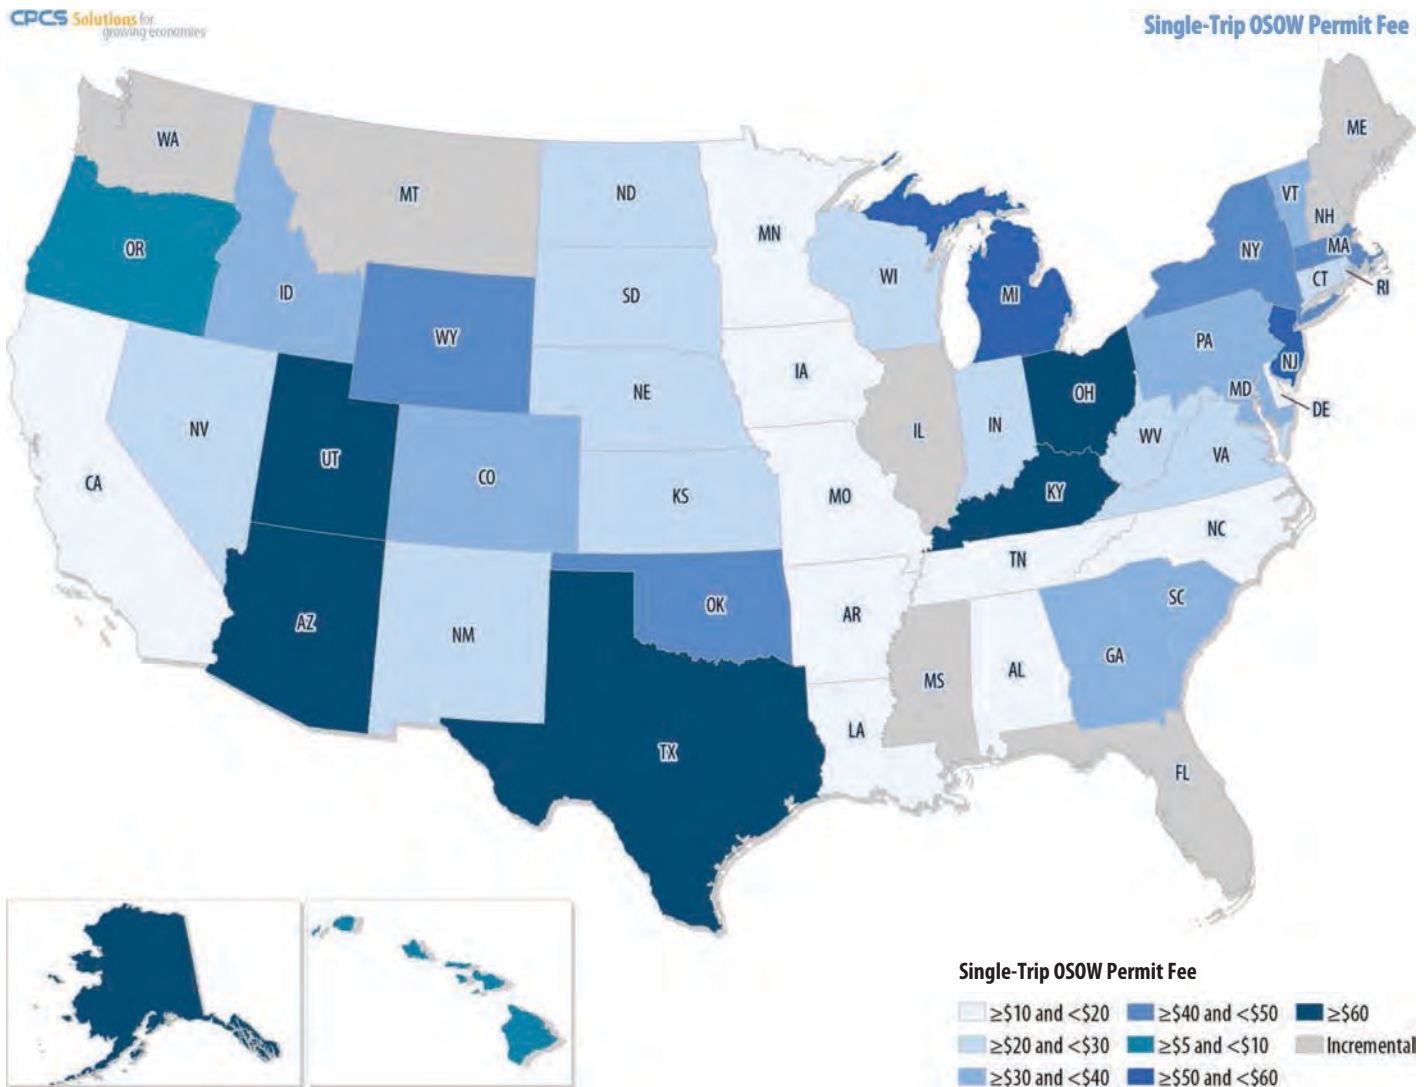 CPCS Solutions for
growing economies
Single-Trip OSOW Permit Fee
WA
MT
ND
MN
ME
VT
NH
OR
ID
SD
WI
NY
MA
CT
RI
MI
WY
IA
PA
NJ
NE
MD
DE
NV
UT
CO
IL
IN
OH
WV
VA
CA
KS
MO
KY
NC
TN
AZ
NM
OK
AR
SC
GA
MS
AL
TX
LA
FL
Single-Trip OSOW Permit Fee
≥$10 and <$20 ≥$40 and <$50 ≥$60
≥$20 and <$30 ≥$5 and <$10 Incremental
≥$30 and <$40 ≥$50 and <$60